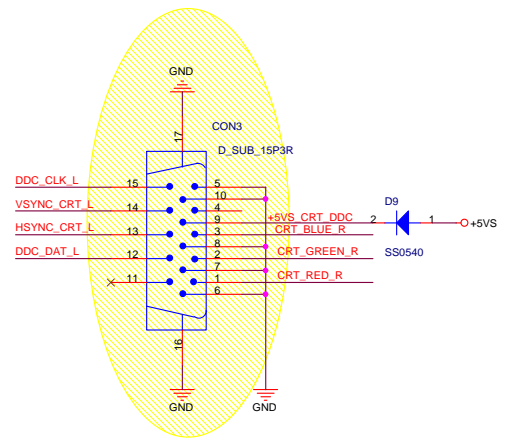 GND
17
CON3
D_SUB_15P3R
DDC_CLK_L 15 5
10
VSYNC_CRT_L 14 4
9 +5VS_CRT_DDC 2 D9 1 +5VS
HSYNC_CRT_L 13 3 CRT_BLUE_R
8 SS0540
DDC_DAT_L 12 2 CRT_GREEN_R
7
11 1 CRT_RED_R
6
16
GND GND